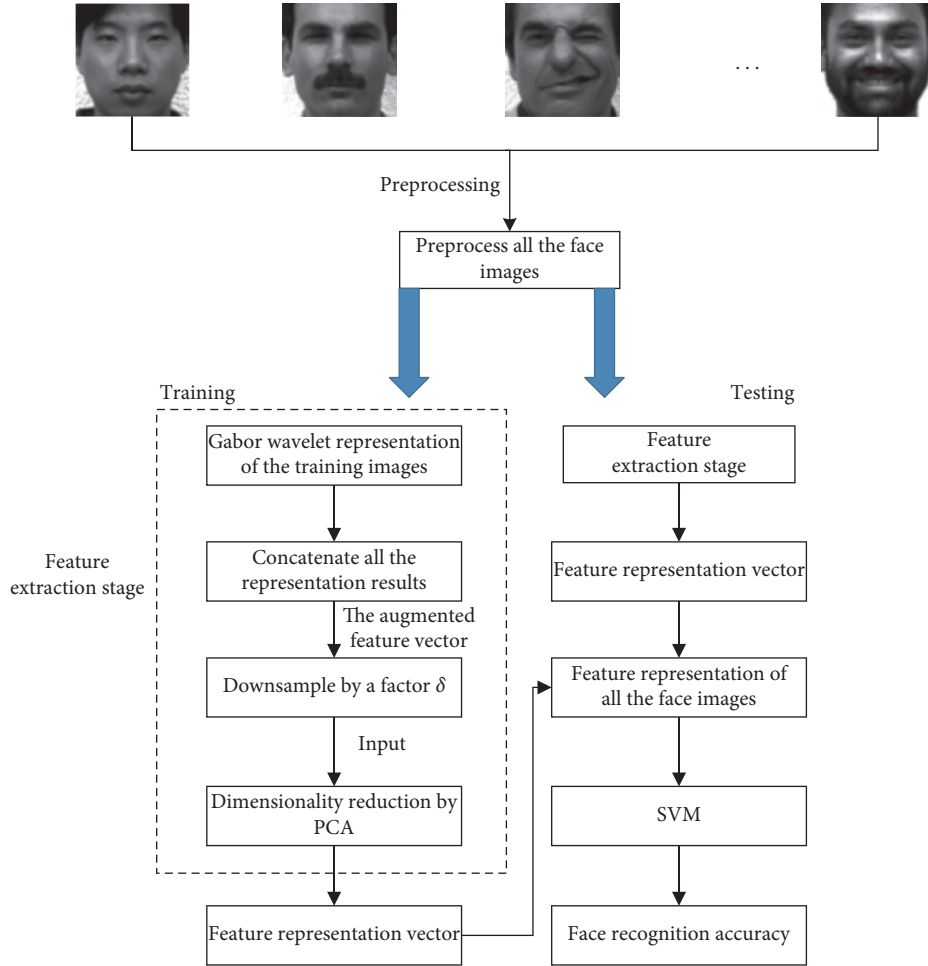 . . .
Preprocessing
Preprocess all the face
images
Training
Gabor wavelet representation
of the training images
Feature
extraction stage
Concatenate all the
representation results
The augmented
feature vector
Downsample by a factor δ
Input
Dimensionality reduction by
PCA
Feature representation vector
Testing
Feature
extraction stage
Feature representation vector
Feature representation of
all the face images
SVM
Face recognition accuracy